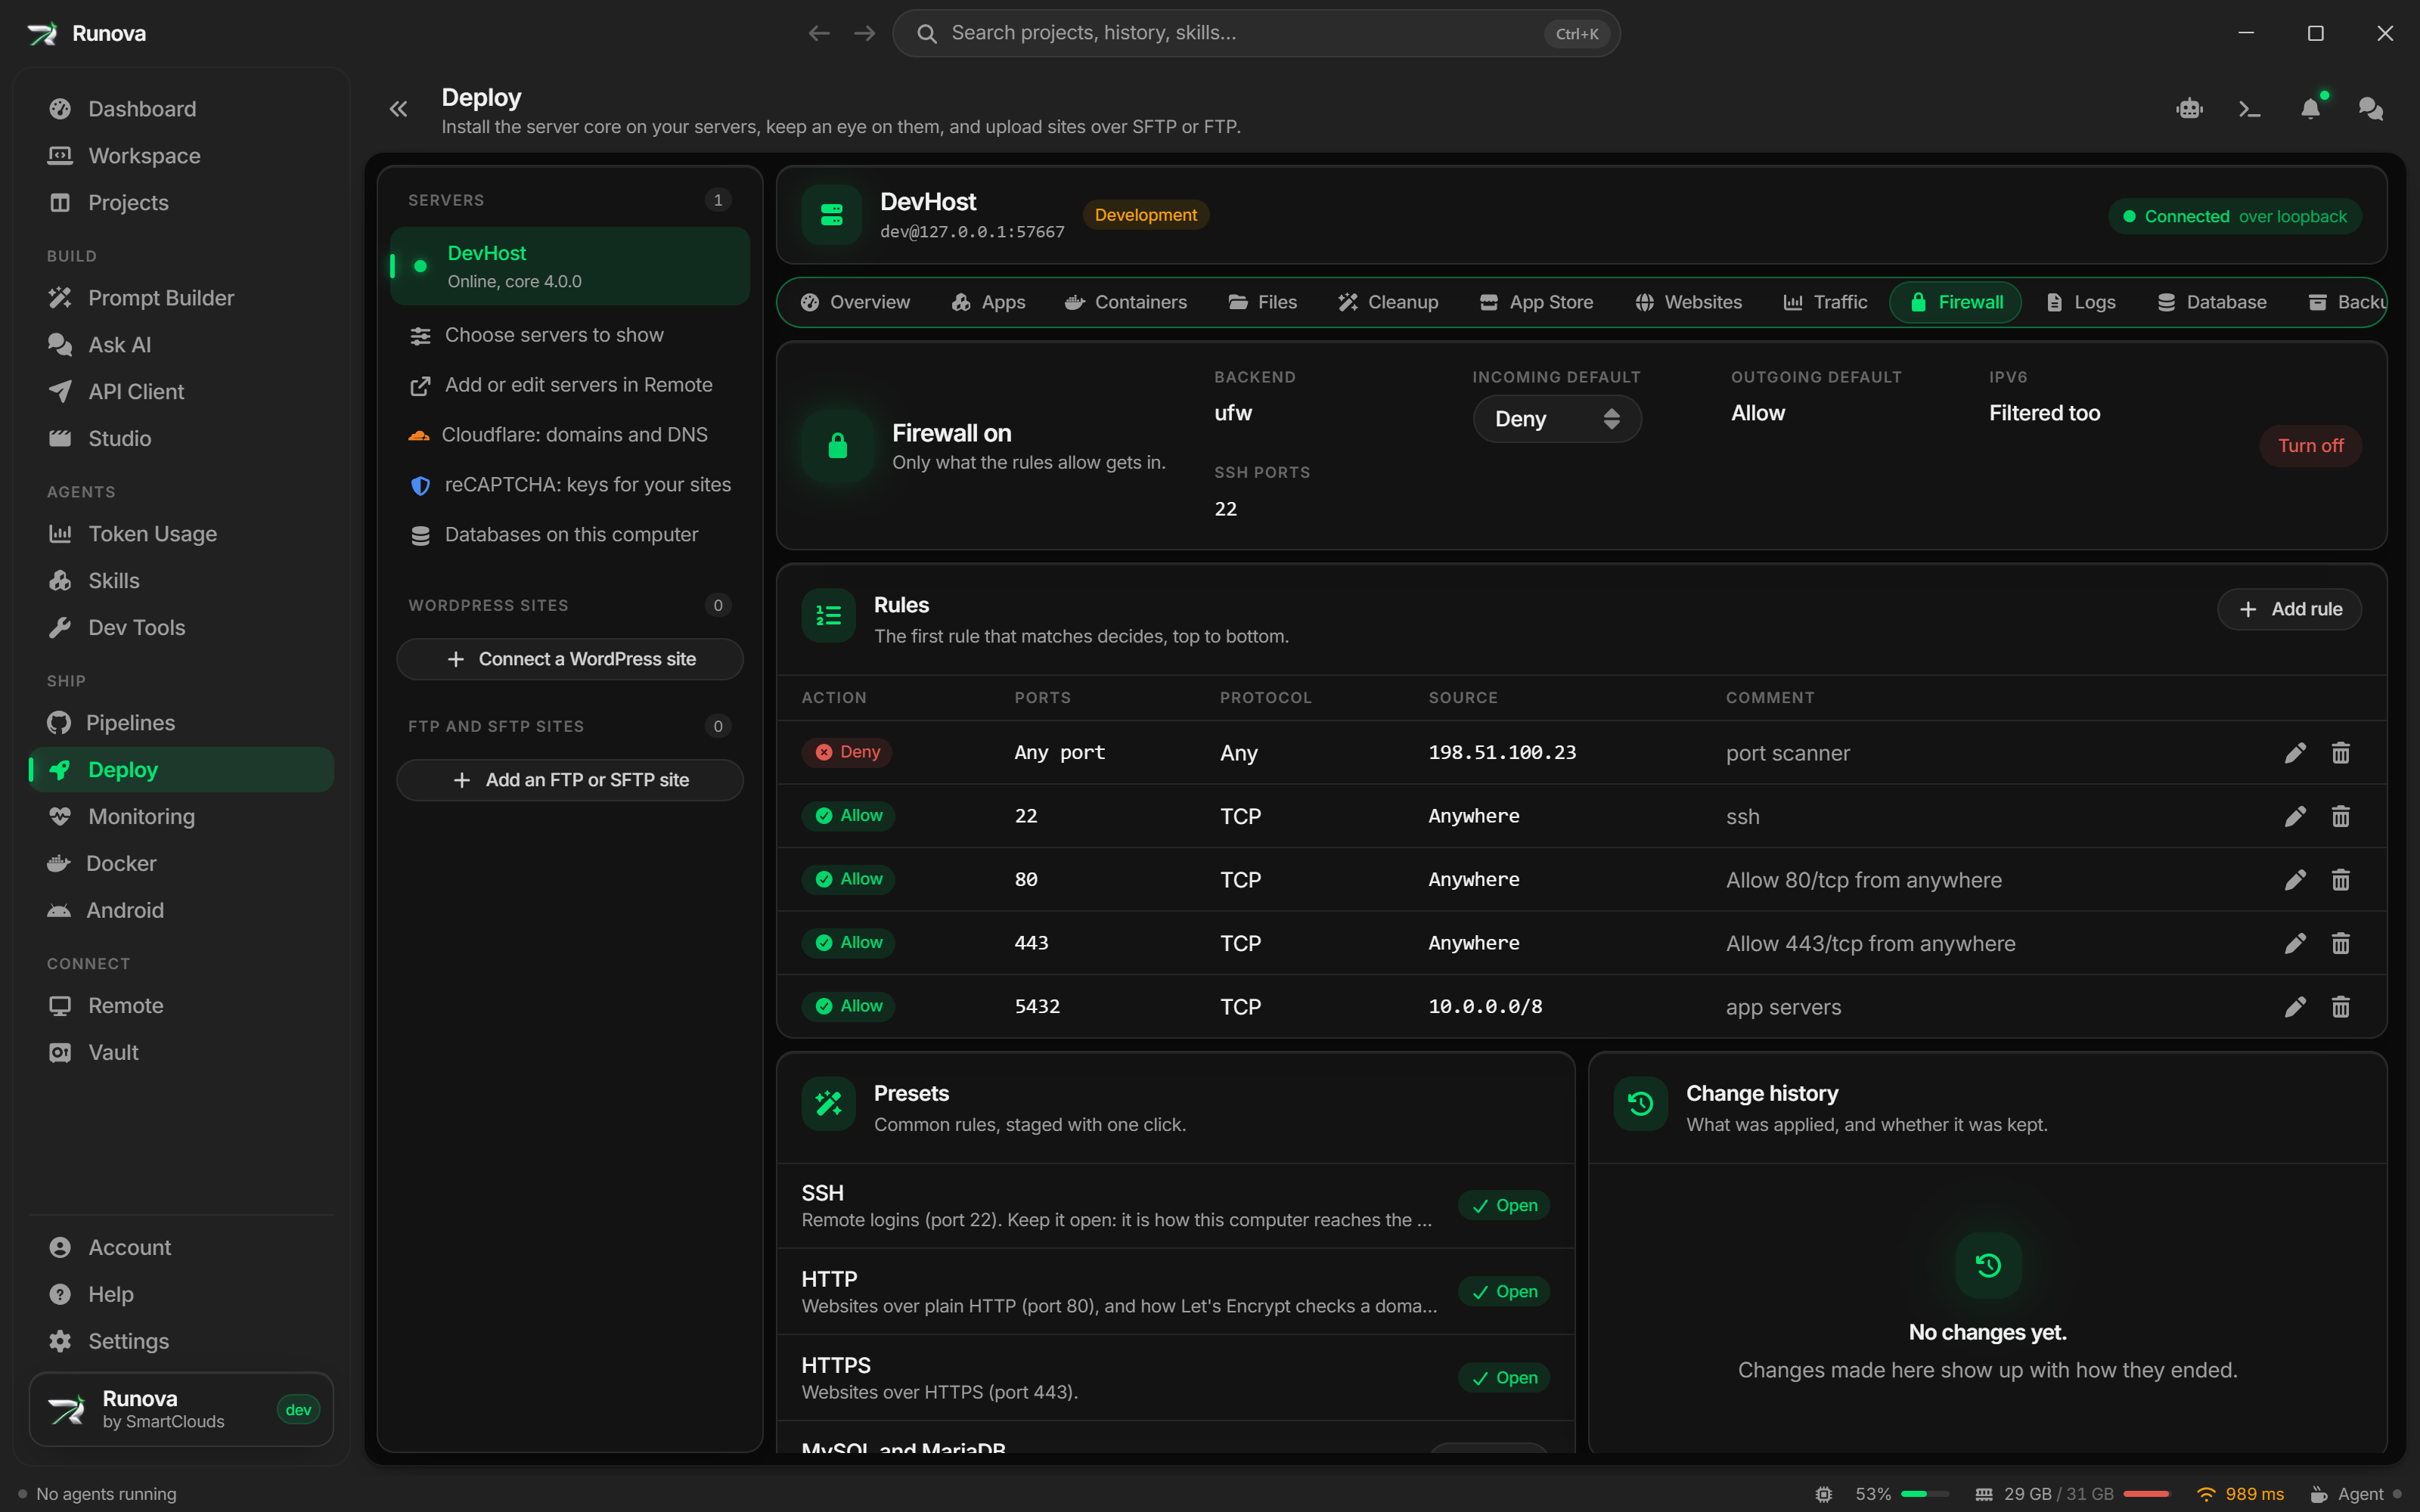 Runova
Search projects, history, skills...
Ctrl+K
Dashboard
Workspace
Projects
BUILD
Prompt Builder
Ask AI
API Client
Studio
AGENTS
Token Usage
Skills
Dev Tools
SHIP
Pipelines
Deploy
Monitoring
Docker
Android
CONNECT
Remote
Vault
Account
Help
Settings
Runova
by SmartClouds
dev
Deploy
Install the server core on your servers, keep an eye on them, and upload sites over SFTP or FTP.
SERVERS 1
DevHost
Online, core 4.0.0
Choose servers to show
Add or edit servers in Remote
Cloudflare: domains and DNS
reCAPTCHA: keys for your sites
Databases on this computer
WORDPRESS SITES 0
Connect a WordPress site
FTP AND SFTP SITES 0
Add an FTP or SFTP site
DevHost
dev@127.0.0.1:57667
Development
Connected over loopback
Overview Apps Containers Files Cleanup App Store Websites Traffic Firewall Logs Database Backu
Firewall on
Only what the rules allow gets in.
BACKEND
ufw
INCOMING DEFAULT
Deny
OUTGOING DEFAULT
Allow
IPV6
Filtered too
SSH PORTS
22
Turn off
Rules
The first rule that matches decides, top to bottom.
Add rule
ACTION PORTS PROTOCOL SOURCE COMMENT
Deny Any port Any 198.51.100.23 port scanner
Allow 22 TCP Anywhere ssh
Allow 80 TCP Anywhere Allow 80/tcp from anywhere
Allow 443 TCP Anywhere Allow 443/tcp from anywhere
Allow 5432 TCP 10.0.0.0/8 app servers
Presets
Common rules, staged with one click.
SSH
Remote logins (port 22). Keep it open: it is how this computer reaches the ...
Open
HTTP
Websites over plain HTTP (port 80), and how Let's Encrypt checks a doma...
Open
HTTPS
Websites over HTTPS (port 443).
Open
MySQL and MariaDB
Change history
What was applied, and whether it was kept.
No changes yet.
Changes made here show up with how they ended.
No agents running
53% 29 GB / 31 GB 989 ms Agent